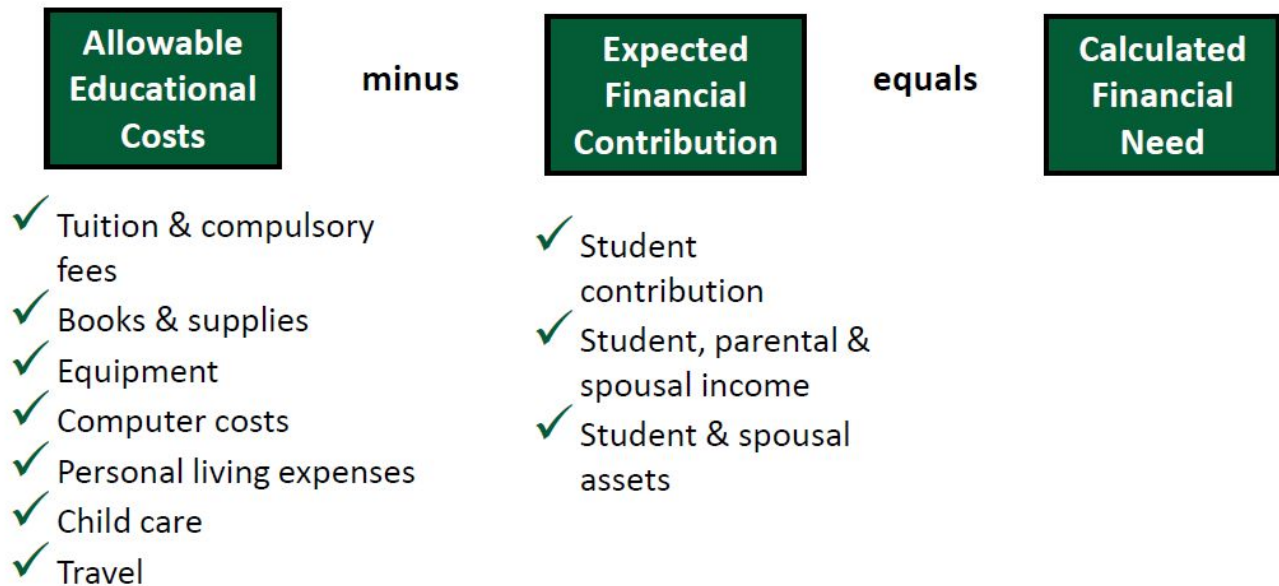 Allowable
Educational
Costs
minus
Expected
Financial
Contribution
equals
Calculated
Financial
Need
✓ Tuition & compulsory
fees
✓ Books & supplies
✓ Equipment
✓ Computer costs
✓ Personal living expenses
✓ Child care
✓ Travel
✓ Student
contribution
✓ Student, parental &
spousal income
✓ Student & spousal
assets